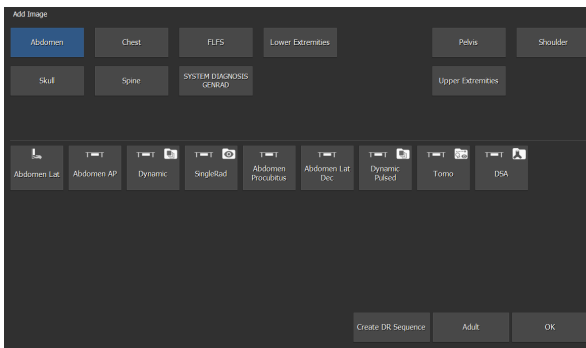 Add Image
Abdomen
Chest
FLFS
Lower Extremities
Pelvis
Shoulder
Skull
Spine
SYSTEM DIAGNOSIS
GENRAD
Upper Extremities
Abdomen Lat
Abdomen AP
Dynamic
SingleRad
Abdomen
Procubitus
Abdomen Lat
Dec
Dynamic
Pulsed
Tomo
DSA
Create DR Sequence
Adult
OK